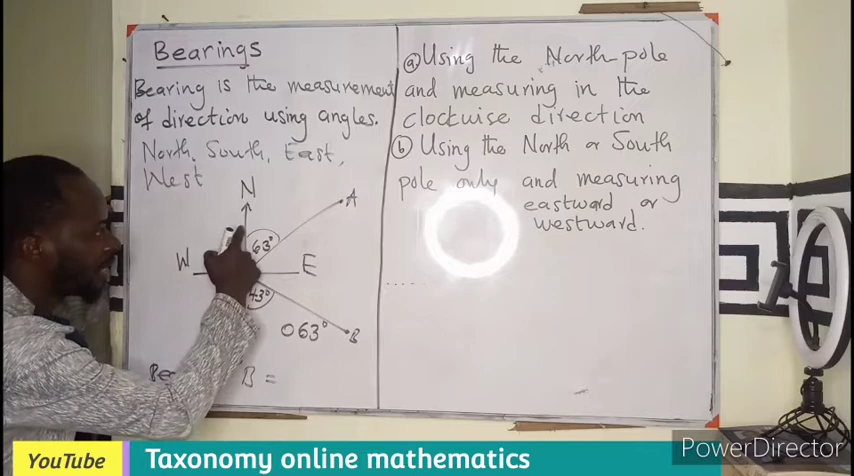 Bearings
Bearing is the measurement
of direction using angles.
North, South, East,
West
N
A
63°
W
E
B
063°
B =
(a) Using the North-pole
and measuring in the
clockwise direction
(b) Using the North or South
pole only and measuring
eastward or
westward.
YouTube
Taxonomy online mathematics
PowerDirector